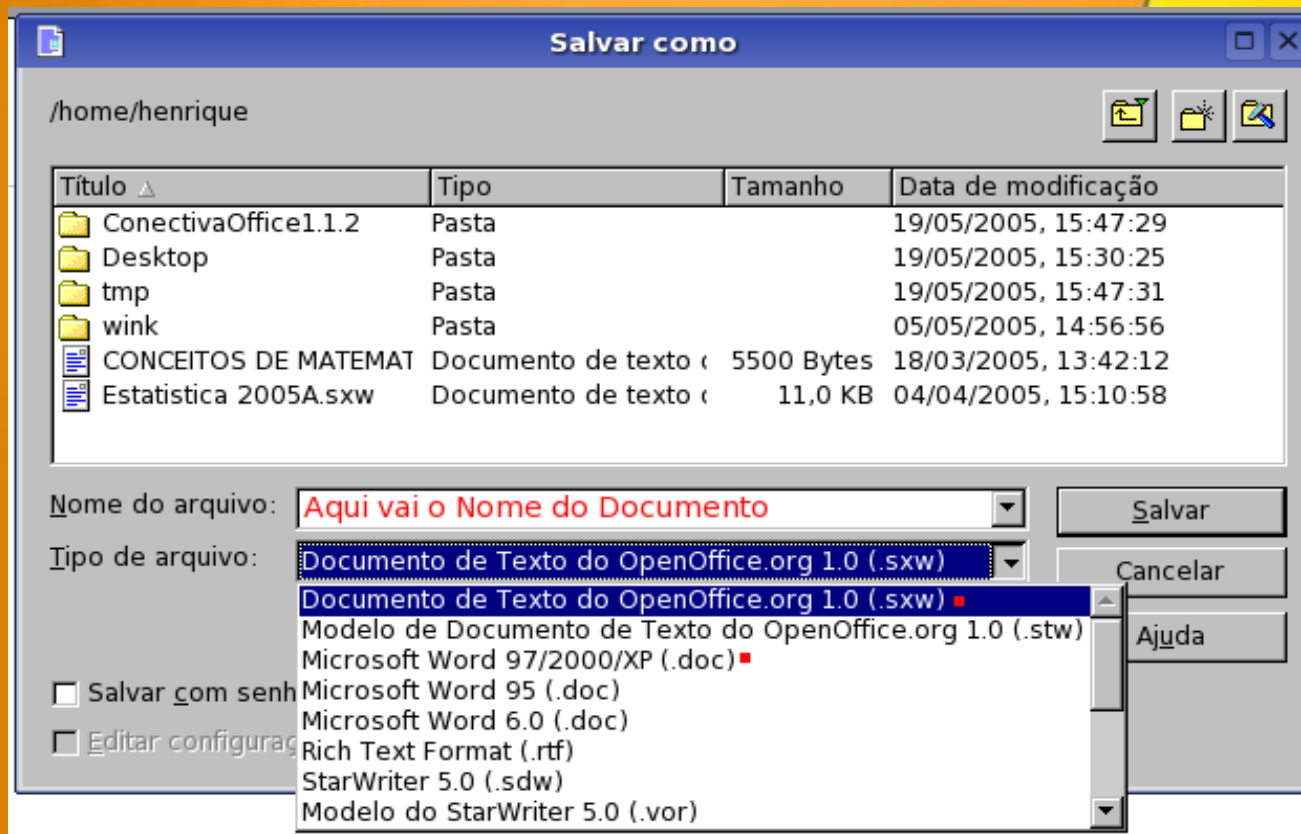 Salvar como
/home/henrique
Título Tipo Tamanho Data de modificação
ConectivaOffice1.1.2 Pasta 19/05/2005, 15:47:29
Desktop Pasta 19/05/2005, 15:30:25
tmp Pasta 19/05/2005, 15:47:31
wink Pasta 05/05/2005, 14:56:56
CONCEITOS DE MATEMAT Documento de texto 5500 Bytes 18/03/2005, 13:42:12
Estatistica 2005A.sxw Documento de texto 11,0 KB 04/04/2005, 15:10:58
Nome do arquivo: Aqui vai o Nome do Documento Salvar
Tipo de arquivo: Documento de Texto do OpenOffice.org 1.0 (.sxw) Cancelar
Documento de Texto do OpenOffice.org 1.0 (.sxw)
Modelo de Documento de Texto do OpenOffice.org 1.0 (.stw) Ajuda
Microsoft Word 97/2000/XP (.doc)
Salvar com senh Microsoft Word 95 (.doc)
Microsoft Word 6.0 (.doc)
Editar configuraç Rich Text Format (.rtf)
StarWriter 5.0 (.sdw)
Modelo do StarWriter 5.0 (.vor)